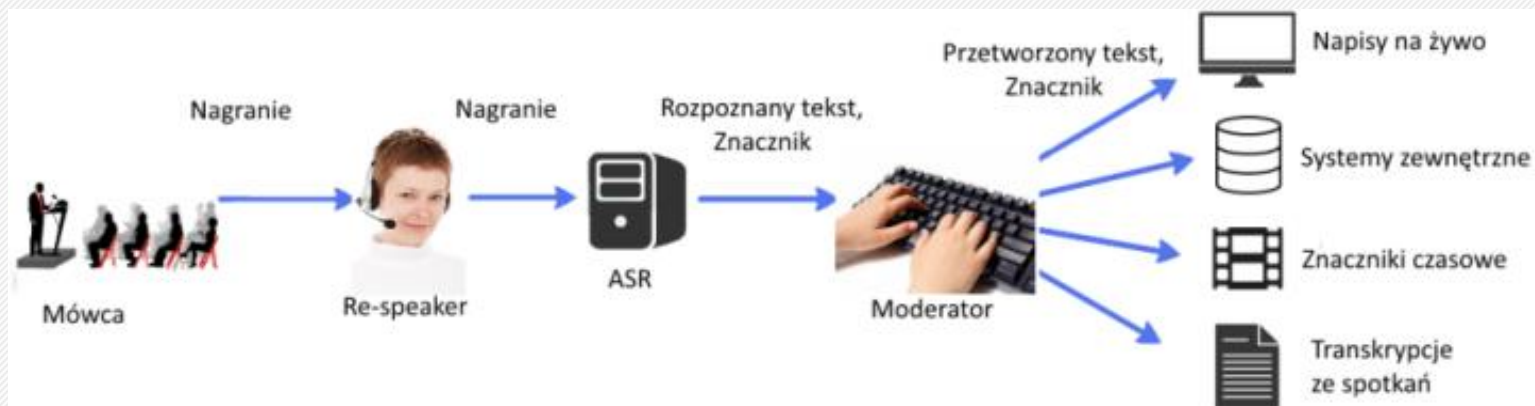 Nagranie
Nagranie
Rozpoznany tekst,
Znacznik
Przetworzony tekst,
Znacznik
Mówca
Re-speaker
ASR
Moderator
Napisy na żywo
Systemy zewnętrzne
Znaczniki czasowe
Transkrypcje
ze spotkań